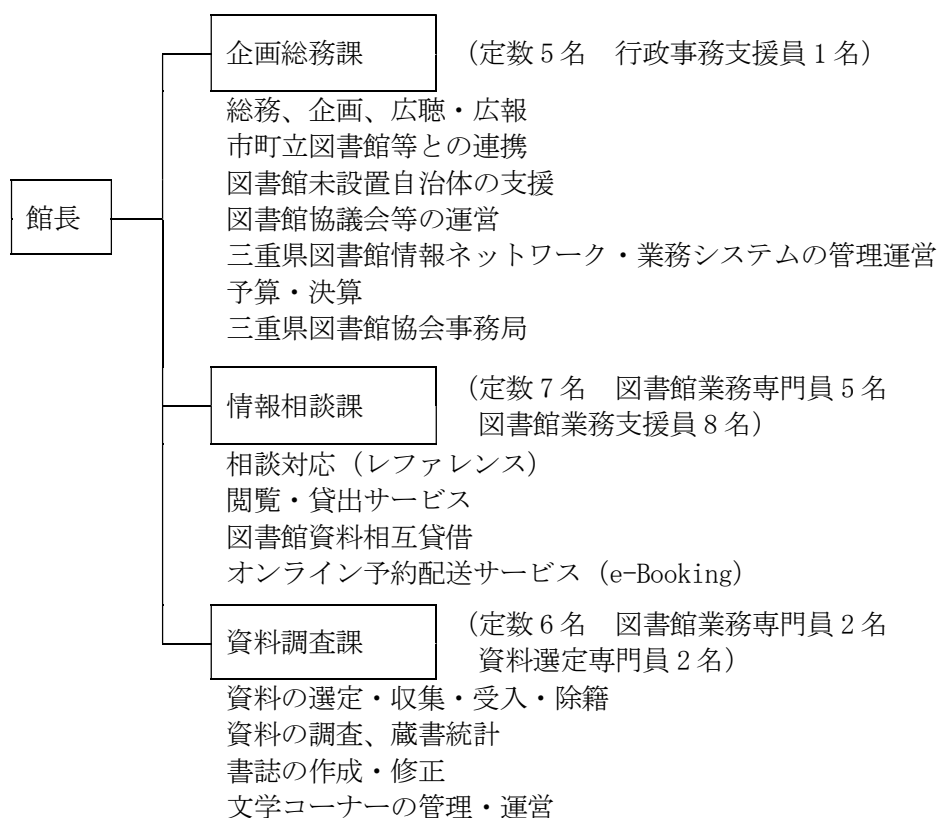 企画総務課 (定数5名 行政事務支援員1名)
総務、企画、広聴・広報
市町立図書館等との連携
図書館未設置自治体の支援
館長
図書館協議会等の運営
三重県図書館情報ネットワーク・業務システムの管理運営
予算・決算
三重県図書館協会事務局
情報相談課 (定数7名 図書館業務専門員5名
図書館業務支援員8名)
相談対応(レファレンス)
閲覧・貸出サービス
図書館資料相互貸借
オンライン予約配送サービス(e-Booking)
資料調査課 (定数6名 図書館業務専門員2名
資料選定専門員2名)
資料の選定・収集・受入・除籍
資料の調査、蔵書統計
書誌の作成・修正
文学コーナーの管理・運営